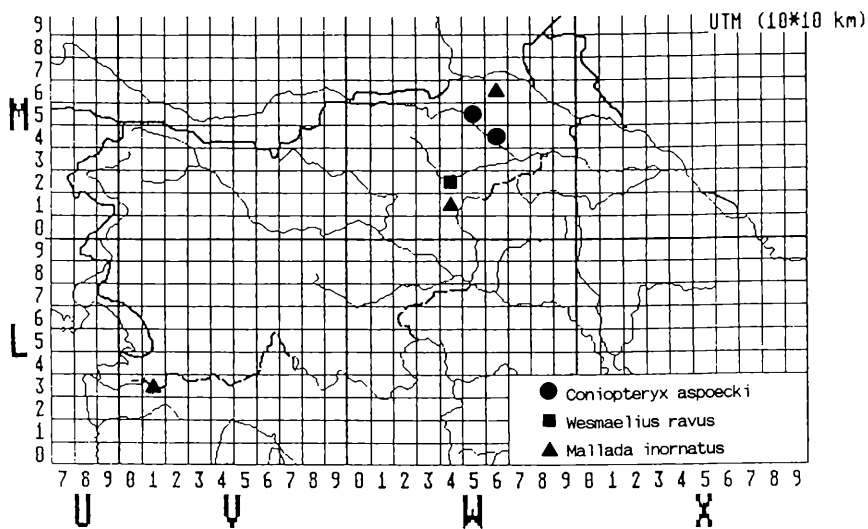 UTM (10*10 km)
9
8
7
6
M
5
4
3
2
1
0
9
8
7
6
L
5
4
3
2
1
0
● Coniopteryx aspoecki
■ Wesmaelius ravus
▲ Mallada inornatus
7 8 9 0 1 2 3 4 5 6 7 8 9 0 1 2 3 4 5 6 7 8 9 0 1 2 3 4 5 6 7 8 9
U V W X